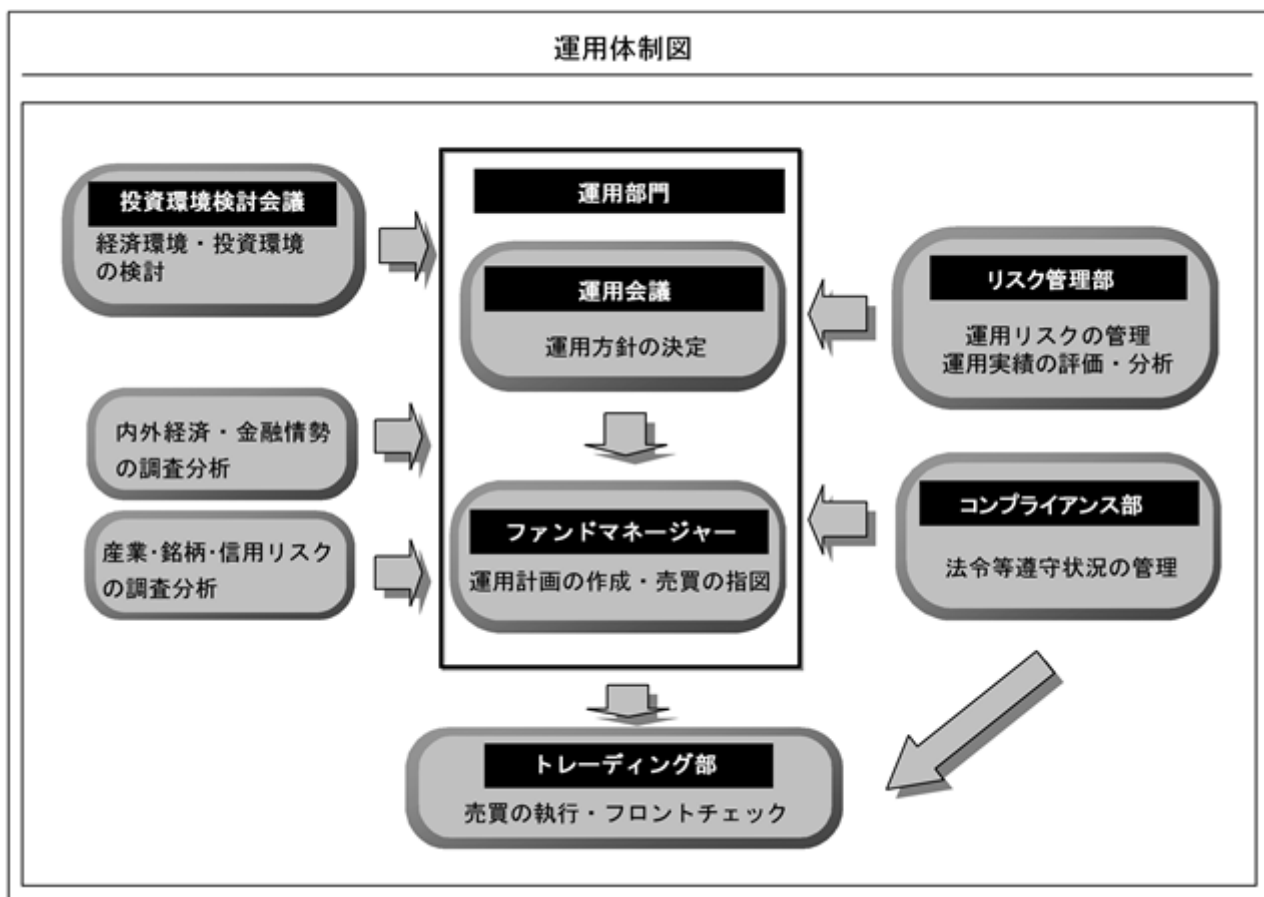 運用体制図
投資環境検討会議
経済環境・投資環境
の検討
内外経済・金融情勢
の調査分析
産業・銘柄・信用リスク
の調査分析
運用部門
運用会議
運用方針の決定
ファンドマネージャー
運用計画の作成・売買の指図
リスク管理部
運用リスクの管理
運用実績の評価・分析
コンプライアンス部
法令等遵守状況の管理
トレーディング部
売買の執行・フロントチェック